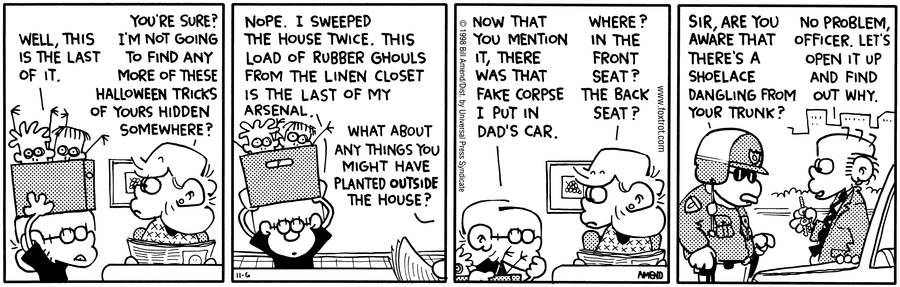 WELL, THIS
IS THE LAST
OF IT.
YOU'RE SURE?
I'M NOT GOING
TO FIND ANY
MORE OF THESE
HALLOWEEN TRICKS
OF YOURS HIDDEN
SOMEWHERE?
NOPE. I SWEEPED
THE HOUSE TWICE. THIS
LOAD OF RUBBER GHOULS
FROM THE LINEN CLOSET
IS THE LAST OF MY
ARSENAL.
WHAT ABOUT
ANY THINGS YOU
MIGHT HAVE
PLANTED OUTSIDE
THE HOUSE?
11-6
©1998 Bill Amend/Dist. by Universal Press Syndicate
NOW THAT
YOU MENTION
IT, THERE
WAS THAT
FAKE CORPSE
I PUT IN
DAD'S CAR.
WHERE?
IN THE
FRONT
SEAT?
THE BACK
SEAT?
www.foxtrot.com
AMEND
SIR, ARE YOU
AWARE THAT
THERE'S A
SHOELACE
DANGLING FROM
YOUR TRUNK?
NO PROBLEM,
OFFICER. LET'S
OPEN IT UP
AND FIND
OUT WHY.